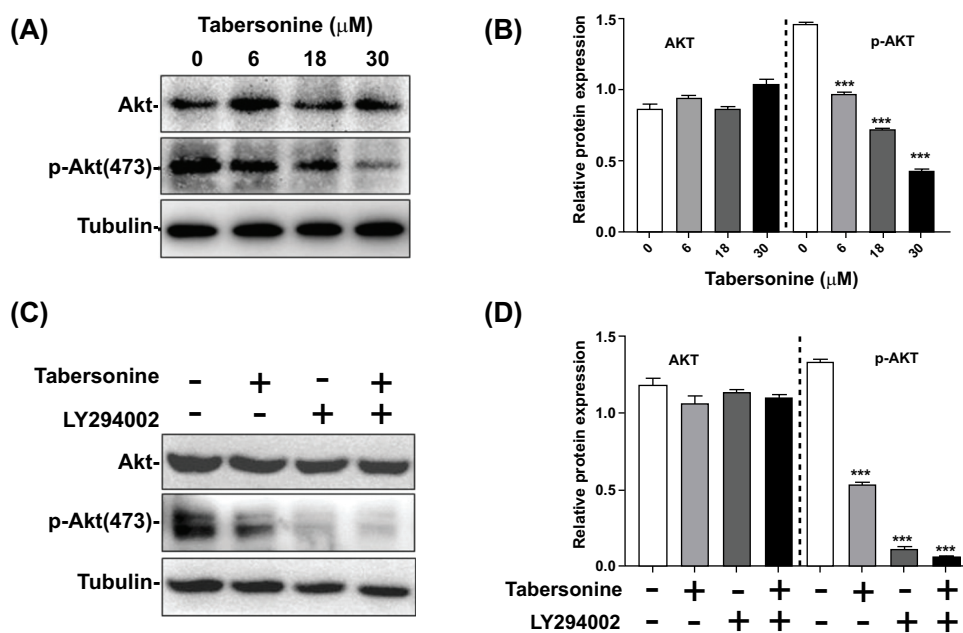 (A)
Tabersonine (μM)
0 6 18 30
Akt-
p-Akt(473)-
Tubulin-
(B)
Relative protein expression
1.5
1.0
0.5
0.0
AKT
p-AKT
***
***
***
0 6 18 30 0 6 18 30
Tabersonine (μM)
(C)
Tabersonine - + - +
LY294002 - - + +
Akt-
p-Akt(473)-
Tubulin-
(D)
Relative protein expression
1.5
1.0
0.5
0.0
AKT
p-AKT
***
***
***
Tabersonine - + - + - + - +
LY294002 - - + + - - + +